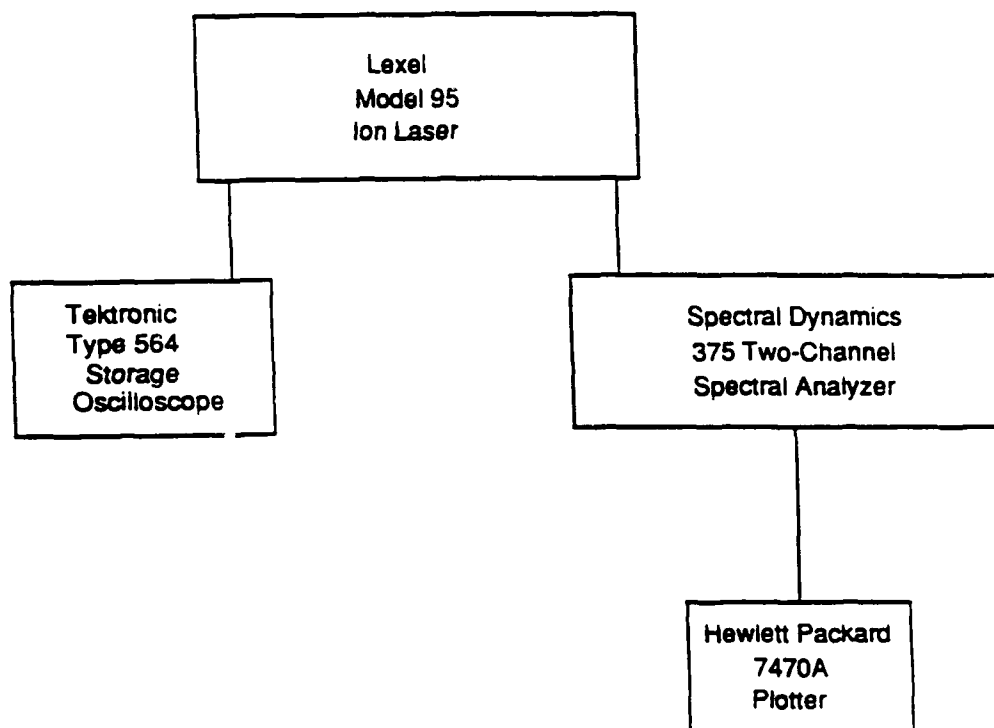 Lexel
Model 95
Ion Laser
Tektronic
Type 564
Storage
Oscilloscope
Spectral Dynamics
375 Two-Channel
Spectral Analyzer
Hewlett Packard
7470A
Plotter